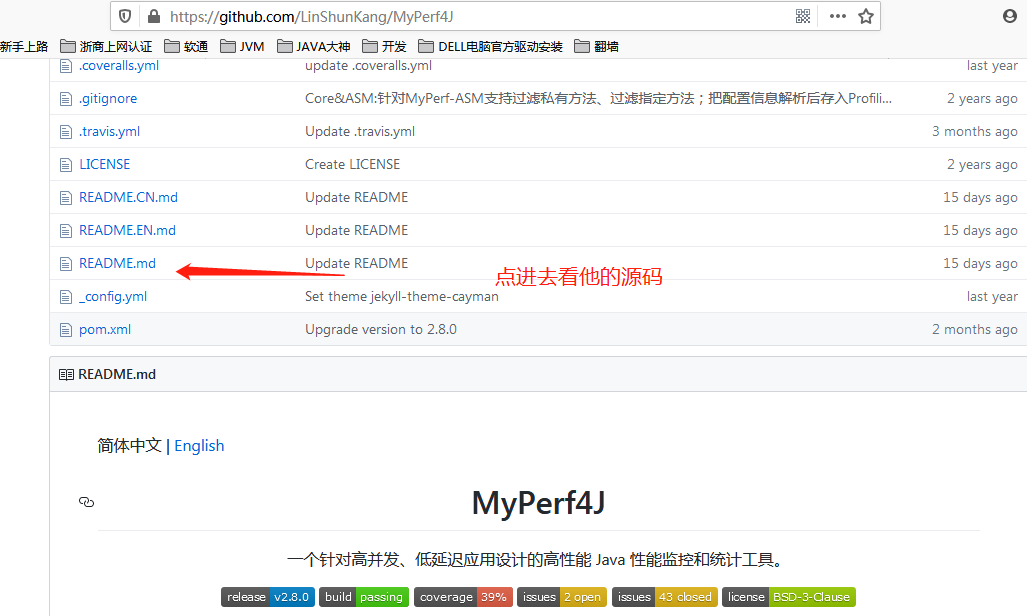 https://github.com/LinShunKang/MyPerf4J
新手上路 浙商上网认证 软通 JVM JAVA大神 开发 DELL电脑官方驱动安装 翻墙
.coveralls.yml update .coveralls.yml last year
.gitignore Core&ASM:针对MyPerf-ASM支持过滤私有方法、过滤指定方法；把配置信息解析后存入Profili... 2 years ago
.travis.yml Update .travis.yml 3 months ago
LICENSE Create LICENSE 2 years ago
README.CN.md Update README 15 days ago
README.EN.md Update README 15 days ago
README.md Update README 15 days ago
点进去看他的源码
_config.yml Set theme jekyll-theme-cayman last year
pom.xml Upgrade version to 2.8.0 2 months ago
README.md
简体中文 | English
MyPerf4J
一个针对高并发、低延迟应用设计的高性能 Java 性能监控和统计工具。
release v2.8.0 build passing coverage 39% issues 2 open issues 43 closed license BSD-3-Clause